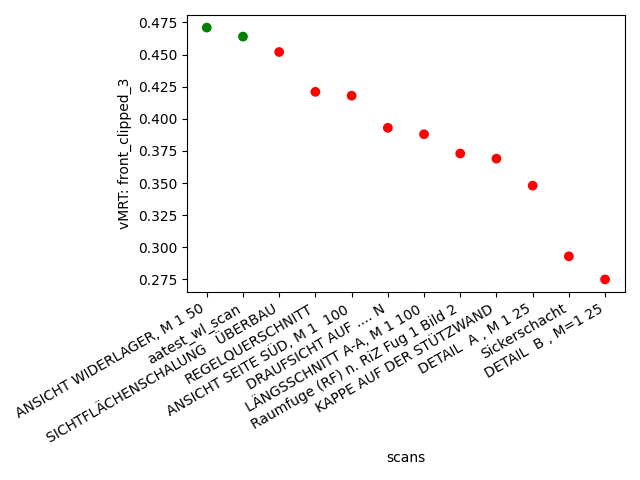 0.475
0.450
0.425
0.400
0.375
0.350
0.325
0.300
0.275
vMRT: front_clipped_3
ANSICHT WIDERLAGER, M 1 50
aatest_wl_scan
SICHTFLÄCHENSCHALUNG ÜBERBAU
REGELQUERSCHNITT
ANSICHT SEITE SÜD, M 1  100
DRAUFSICHT AUF .... N
LÄNGSSCHNITT A-A, M 1 100
Raumfuge (RF) n. RiZ Fug 1 Bild 2
KAPPE AUF DER STÜTZWAND
DETAIL  A , M 1 25
Sickerschacht
DETAIL  B , M=1 25
scans